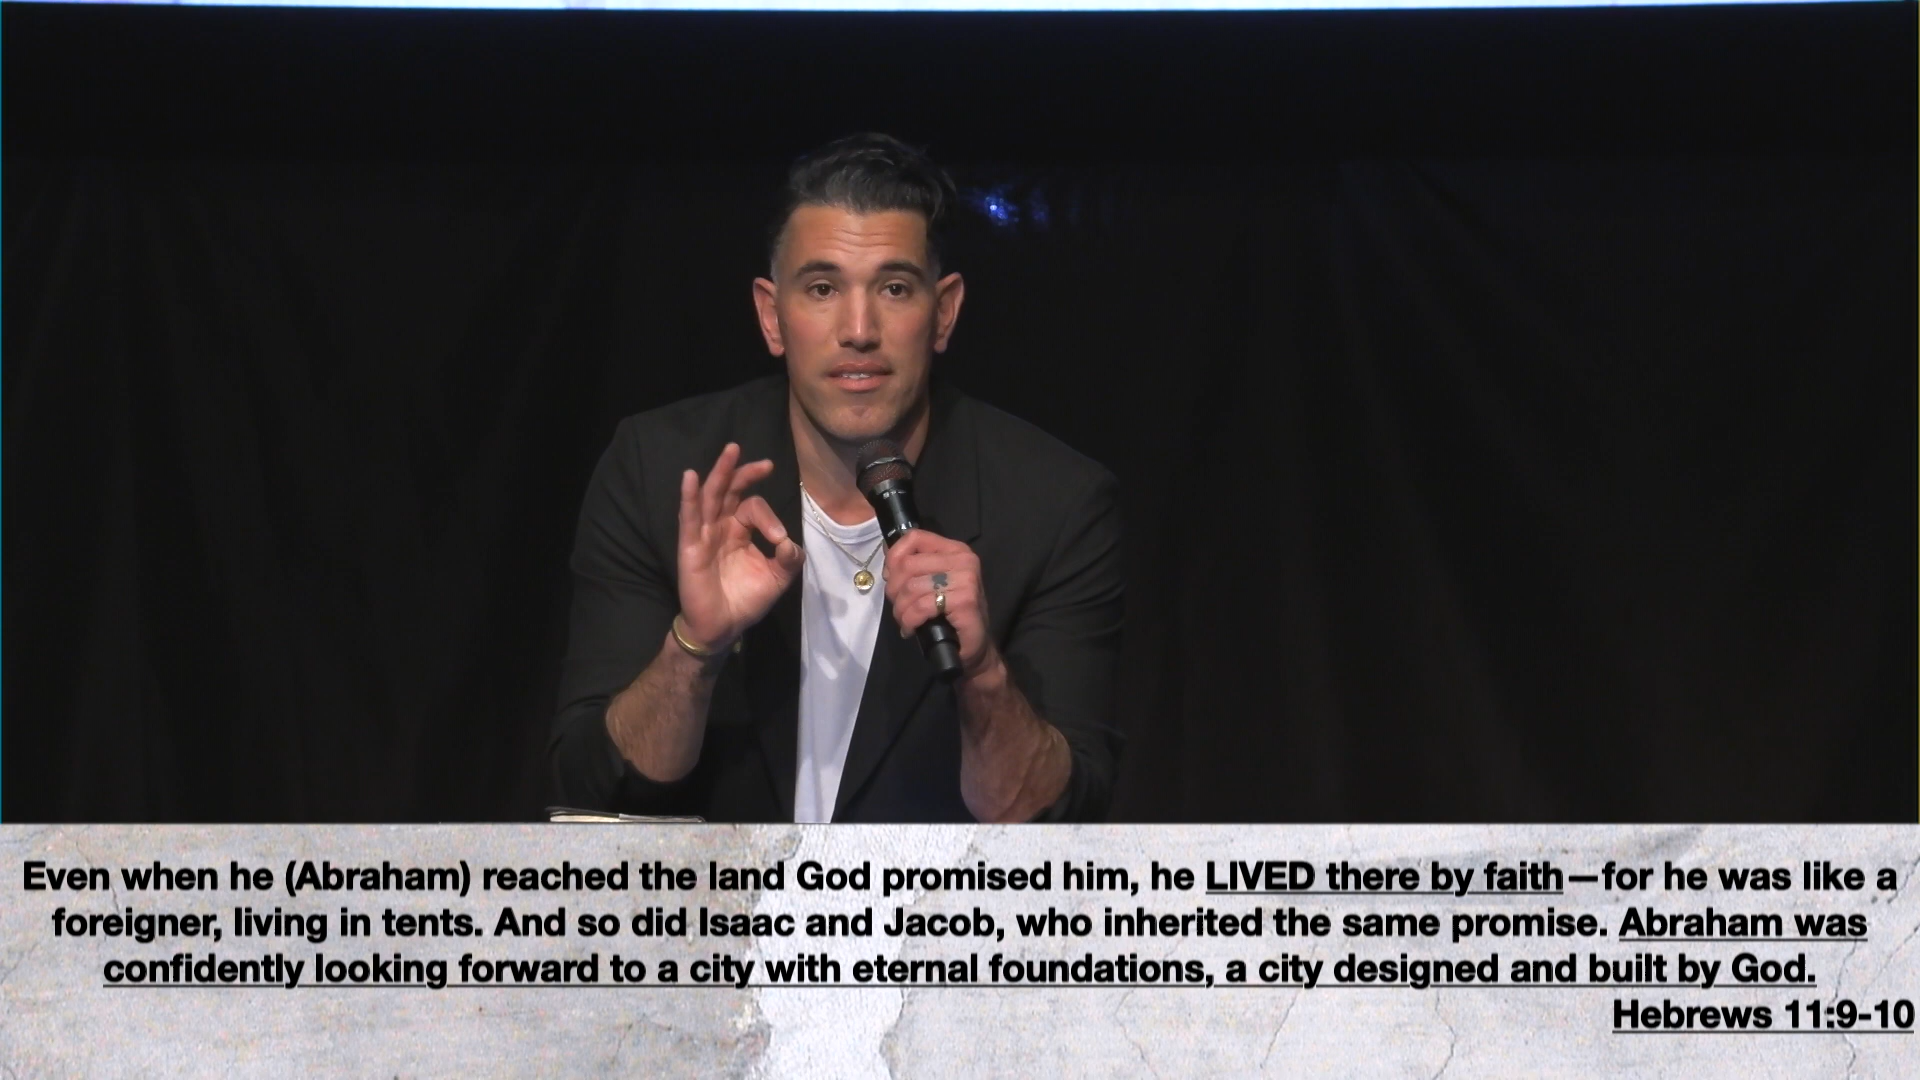 Even when he (Abraham) reached the land God promised him, he LIVED there by faith—for he was like a
foreigner, living in tents. And so did Isaac and Jacob, who inherited the same promise. Abraham was
confidently looking forward to a city with eternal foundations, a city designed and built by God.
Hebrews 11:9-10